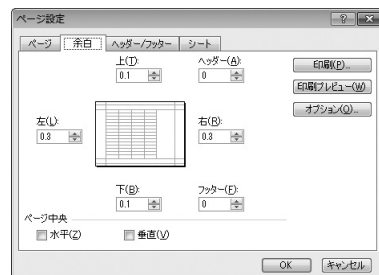 ページ設定
ページ 余白 ヘッダー/フッター シート
上(T): ヘッダー(A):
0.1 0
印刷(P)...
印刷プレビュー(W)
オプション(O)...
左(L): 右(R):
0.3 0.3
下(B): フッター(F):
0.1 0
ページ中央
水平(Z) 垂直(V)
OK キャンセル